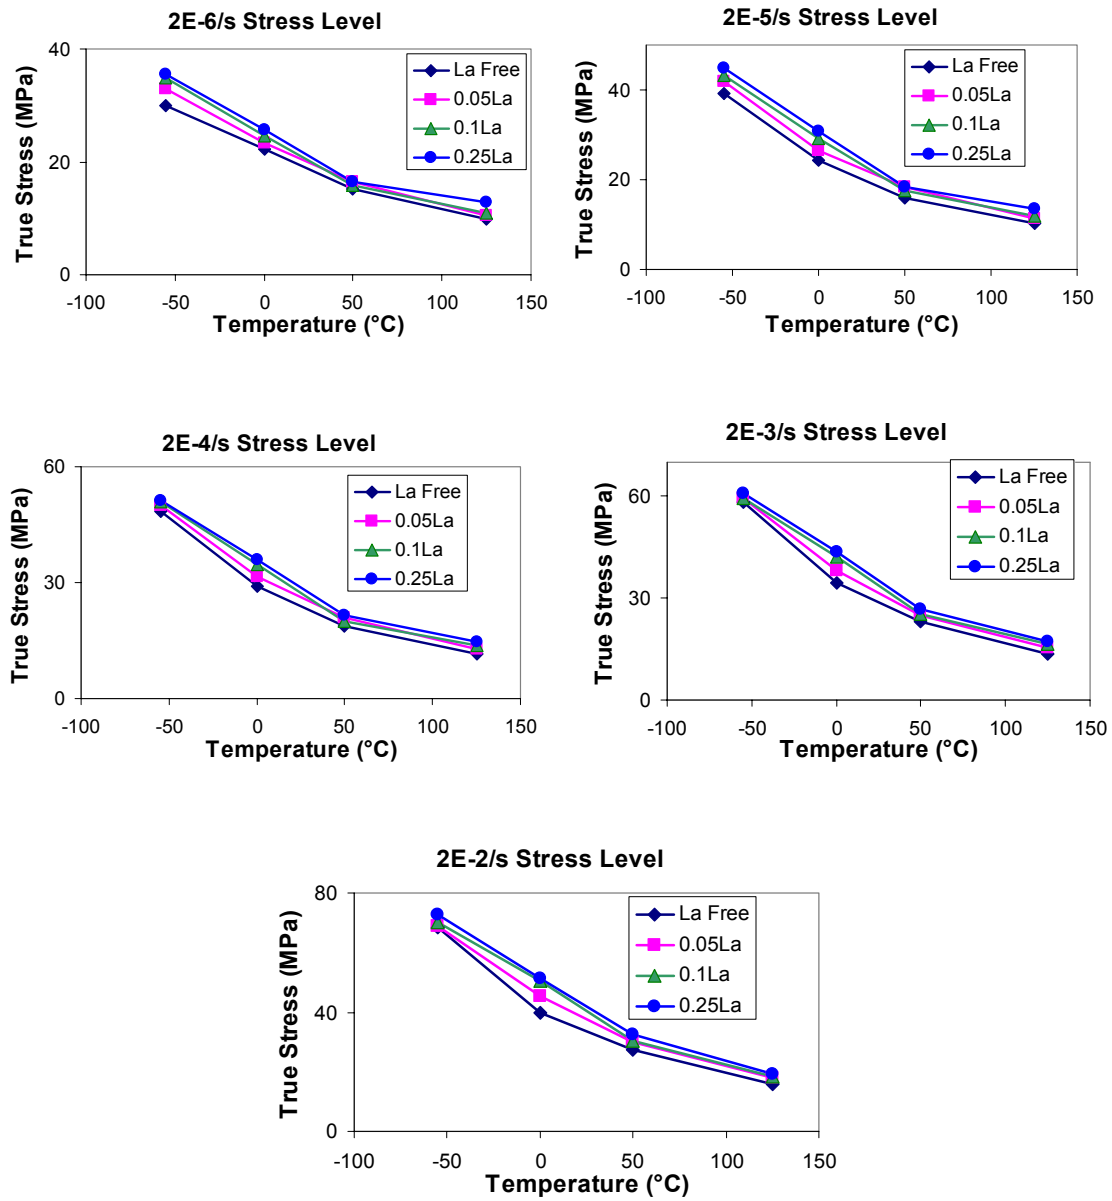 2E-6/s Stress Level
40
20
0
True Stress (MPa)
-100 -50 0 50 100 150
Temperature (°C)
La Free
0.05La
0.1La
0.25La
2E-5/s Stress Level
40
20
0
True Stress (MPa)
-100 -50 0 50 100 150
Temperature (°C)
La Free
0.05La
0.1La
0.25La
2E-4/s Stress Level
60
30
0
True Stress (MPa)
-100 -50 0 50 100 150
Temperature (°C)
La Free
0.05La
0.1La
0.25La
2E-3/s Stress Level
60
30
0
True Stress (MPa)
-100 -50 0 50 100 150
Temperature (°C)
La Free
0.05La
0.1La
0.25La
2E-2/s Stress Level
80
40
0
True Stress (MPa)
-100 -50 0 50 100 150
Temperature (°C)
La Free
0.05La
0.1La
0.25La